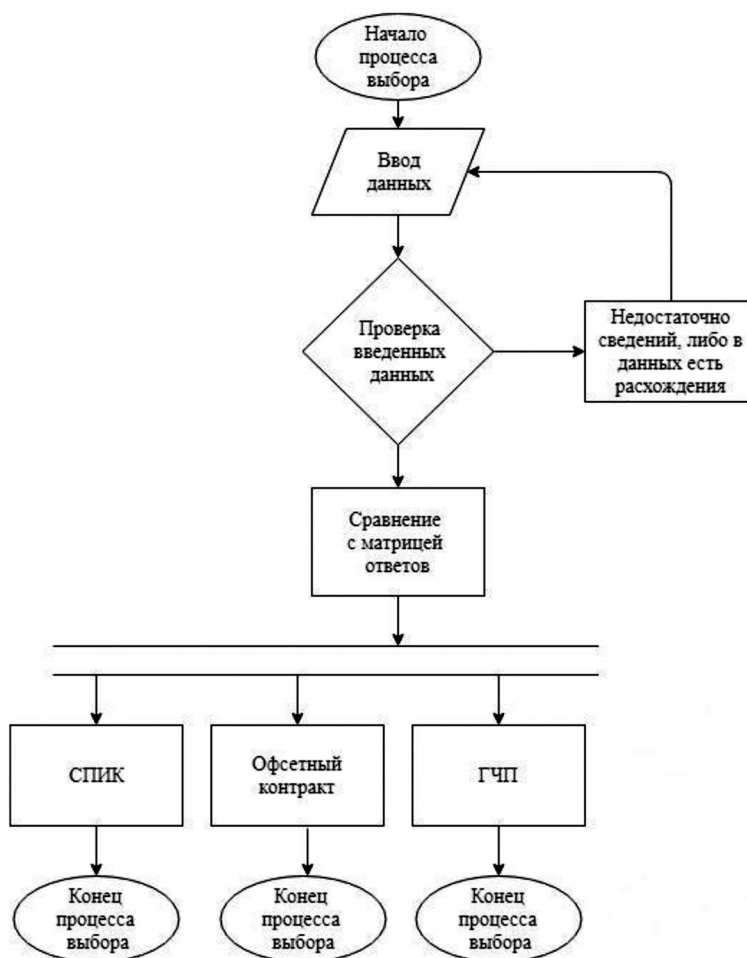 Начало
процесса
выбора
Ввод
данных
Проверка
введенных
данных
Недостаточно
сведений, либо в
данных есть
расхождения
Сравнение
с матрицей
ответов
СПИК
Офсетный
контракт
ГЧП
Конец
процесса
выбора
Конец
процесса
выбора
Конец
процесса
выбора